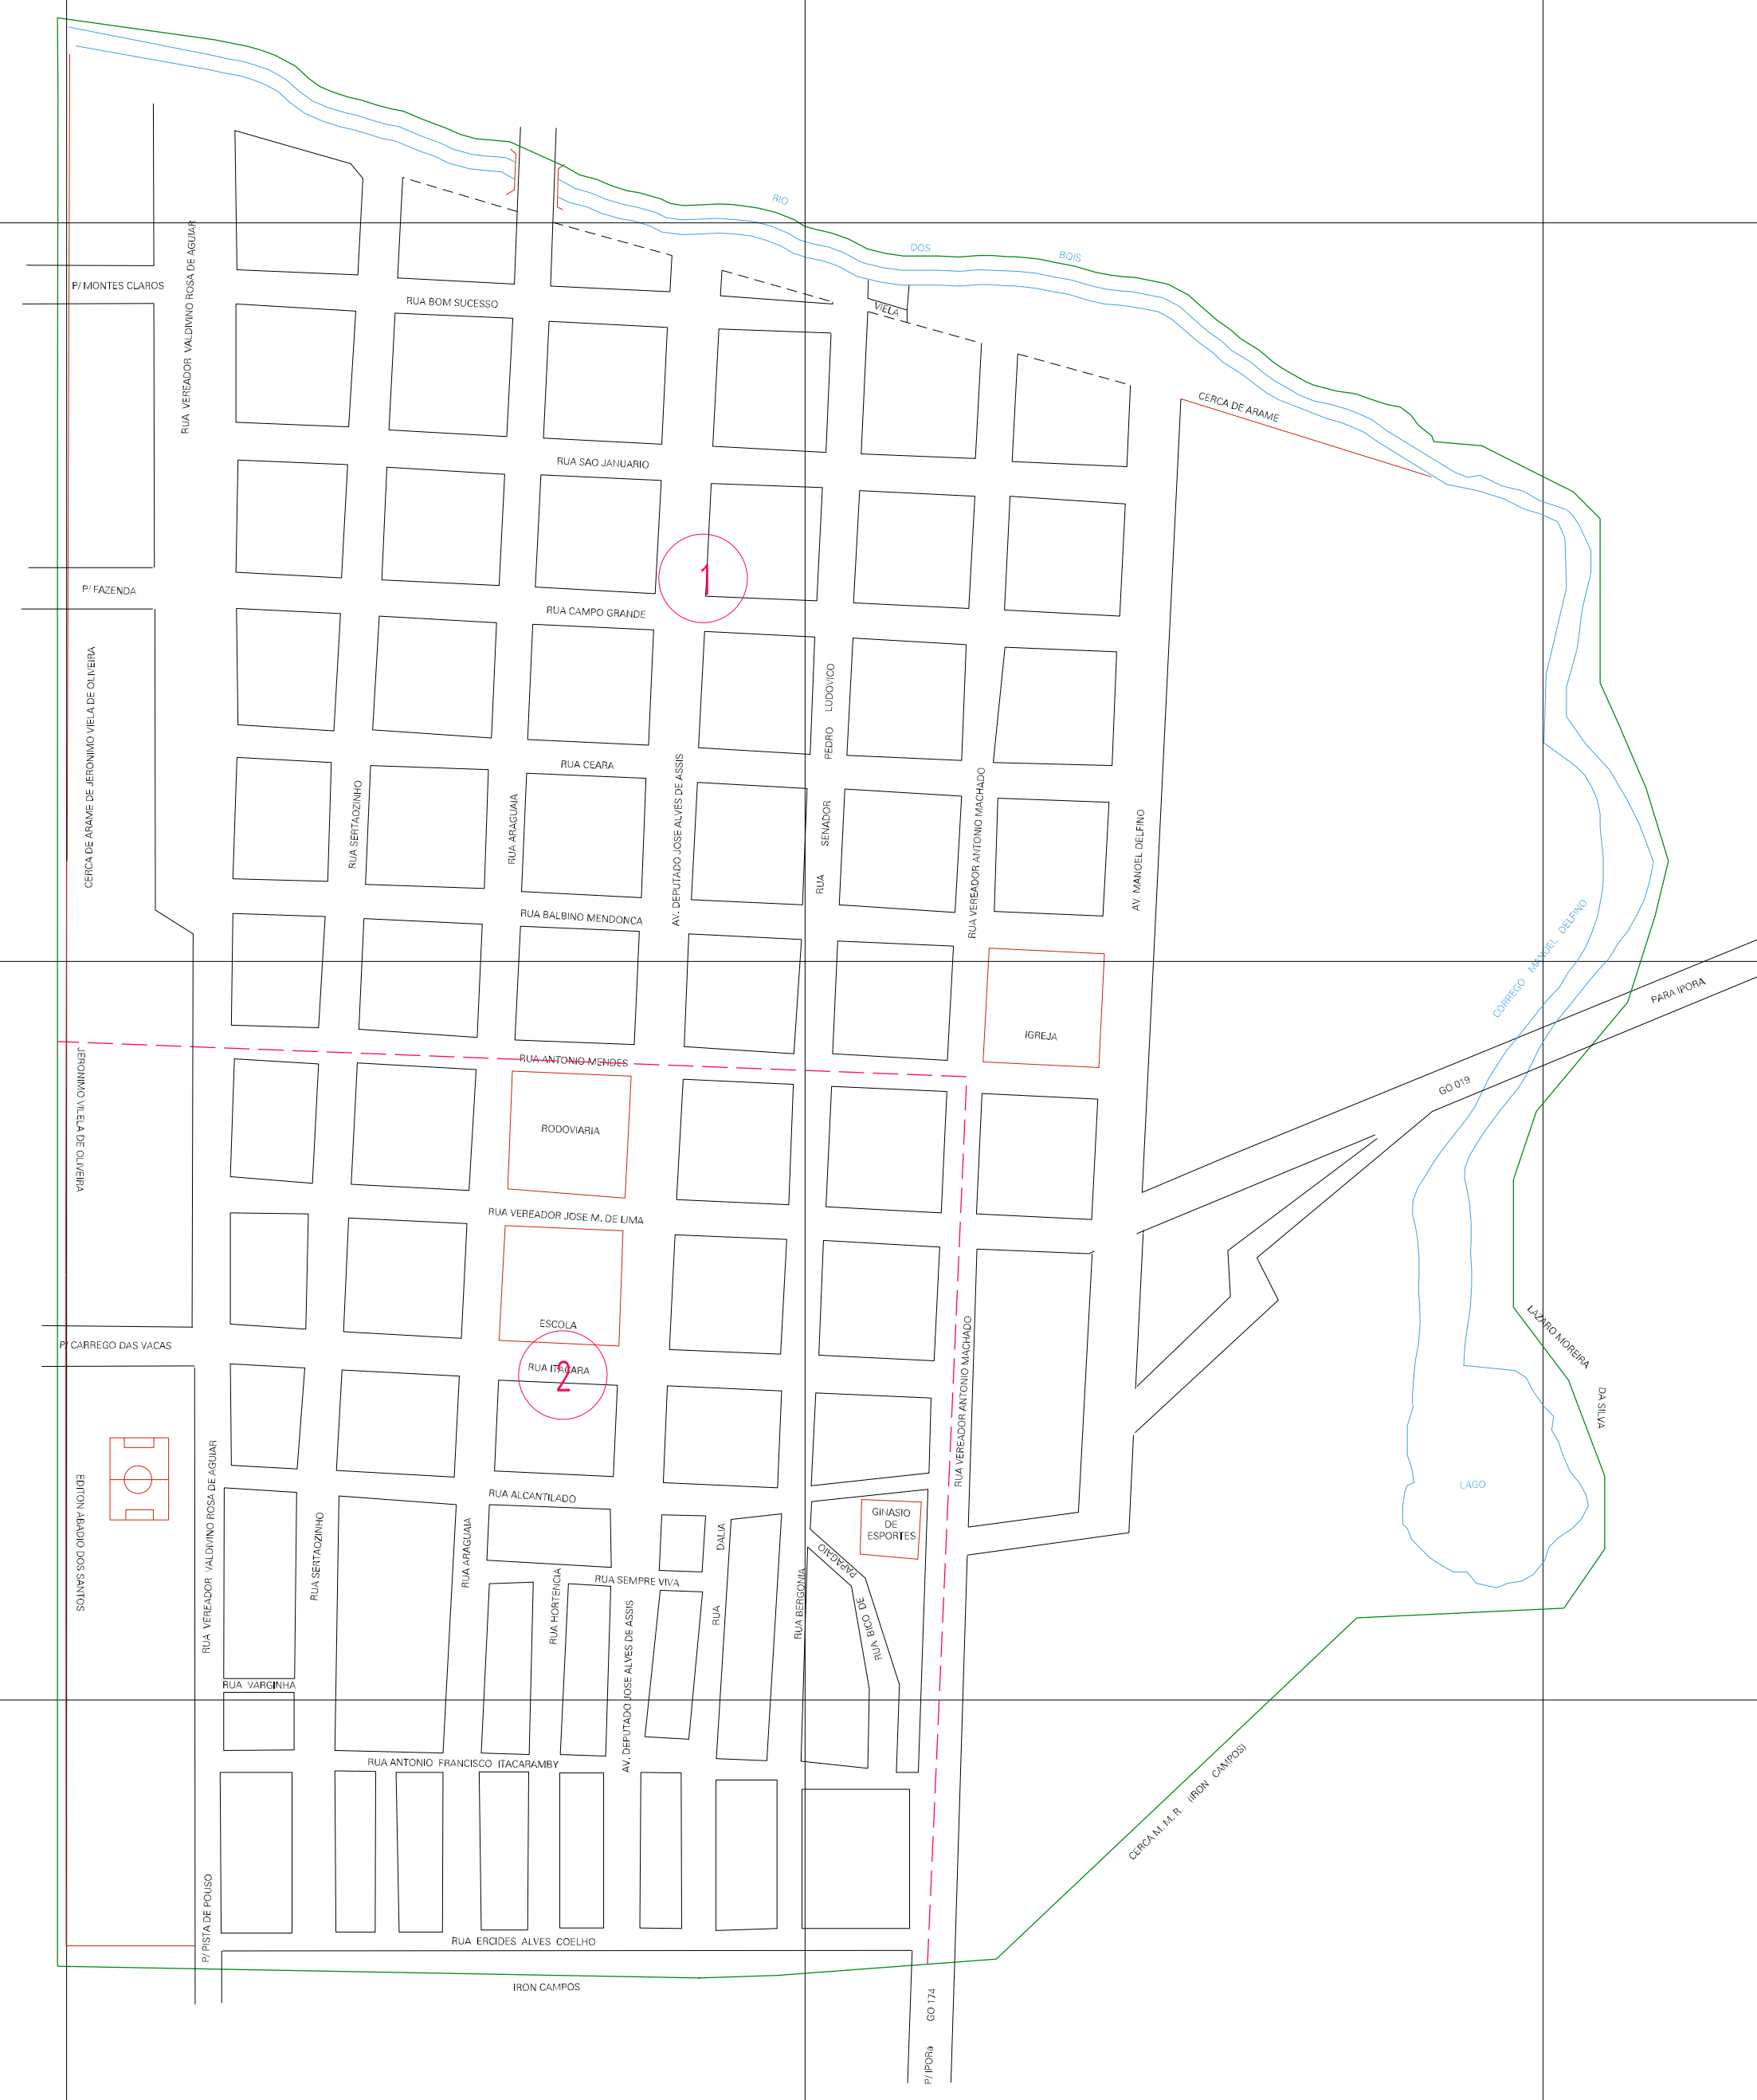 RIO
DOS
BOIS
P/ MONTES CLAROS
RUA VEREADOR VALDIVINO ROSA DE AGUIAR
RUA BOM SUCESSO
VIELA
CERCA DE ARAME
RUA SAO JANUARIO
1
P/ FAZENDA
RUA CAMPO GRANDE
CERCA DE ARAME DE JERONIMO VIELA DE OLIVEIRA
RUA SENADOR PEDRO LUDOVICO
RUA CEARA
RUA SERTAOZINHO
RUA ARAGUAIA
AV. DEPUTADO JOSE ALVES DE ASSIS
RUA VEREADOR ANTONIO MACHADO
AV. MANOEL DELFINO
RUA BALBINO MENDONCA
CORREGO MANOEL DELFINO
PARA IPORA
IGREJA
JERONIMO VILELA DE OLIVEIRA
RUA ANTONIO MENDES
GO 019
RODOVIARIA
RUA VEREADOR JOSE M. DE LIMA
ESCOLA
P/ CARREGO DAS VACAS
RUA ITAGARA
2
RUA VEREADOR ANTONIO MACHADO
LAZARO MOREIRA
DA SILVA
EDITON ABADIO DOS SANTOS
RUA VEREADOR VALDIVINO ROSA DE AGUIAR
RUA ALCANTILADO
LAGO
GINASIO
DE
ESPORTES
RUA SERTAOZINHO
RUA ARAGUAIA
RUA HORTENCIA
RUA SEMPRE VIVA
RUA DALIA
RUA BERGONIA
RUA BICO DE PAPAGAIO
AV. DEPUTADO JOSE ALVES DE ASSIS
RUA VARGINHA
RUA ANTONIO FRANCISCO ITACARAMBY
CERCA M. M. R. (IRON CAMPOS)
P/ PISTA DE POUSO
RUA ERCIDES ALVES COELHO
IRON CAMPOS
P/ IPORá GO 174